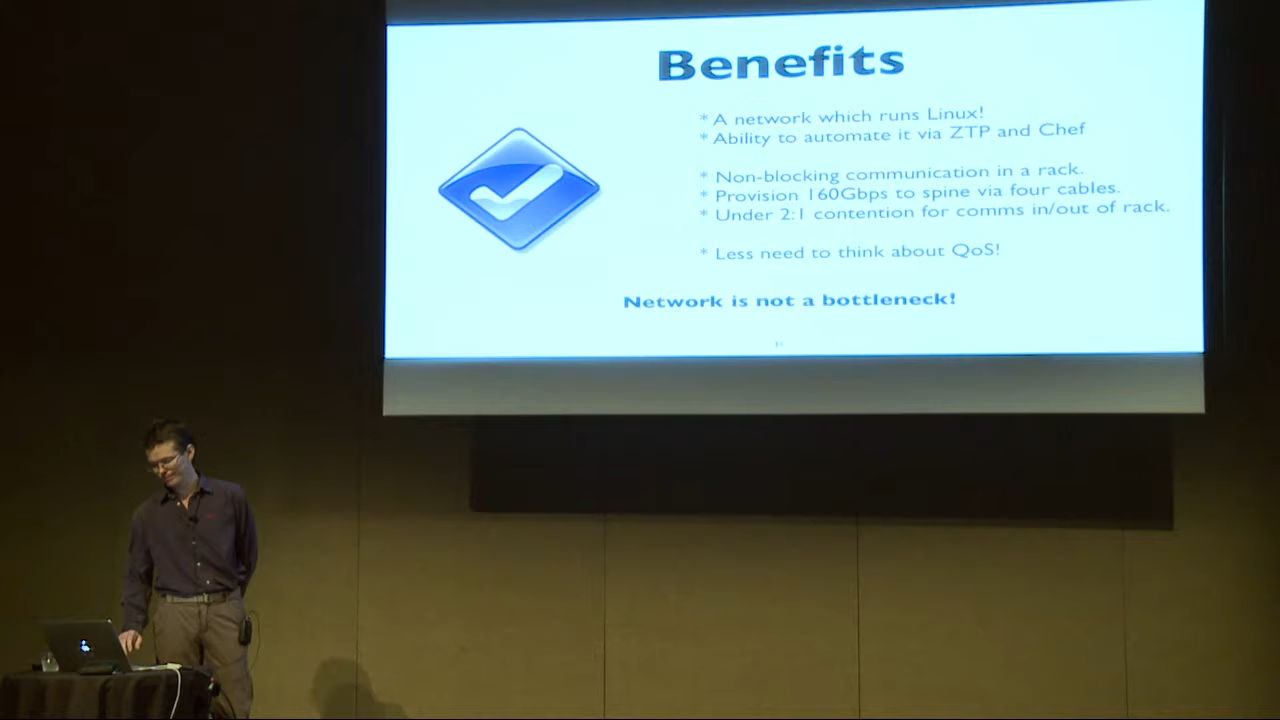 Benefits
* A network which runs Linux!
* Ability to automate it via ZTP and Chef
* Non-blocking communication in a rack.
* Provision 160Gbps to spine via four cables.
* Under 2:1 contention for comms in/out of rack.
* Less need to think about QoS!
Network is not a bottleneck!